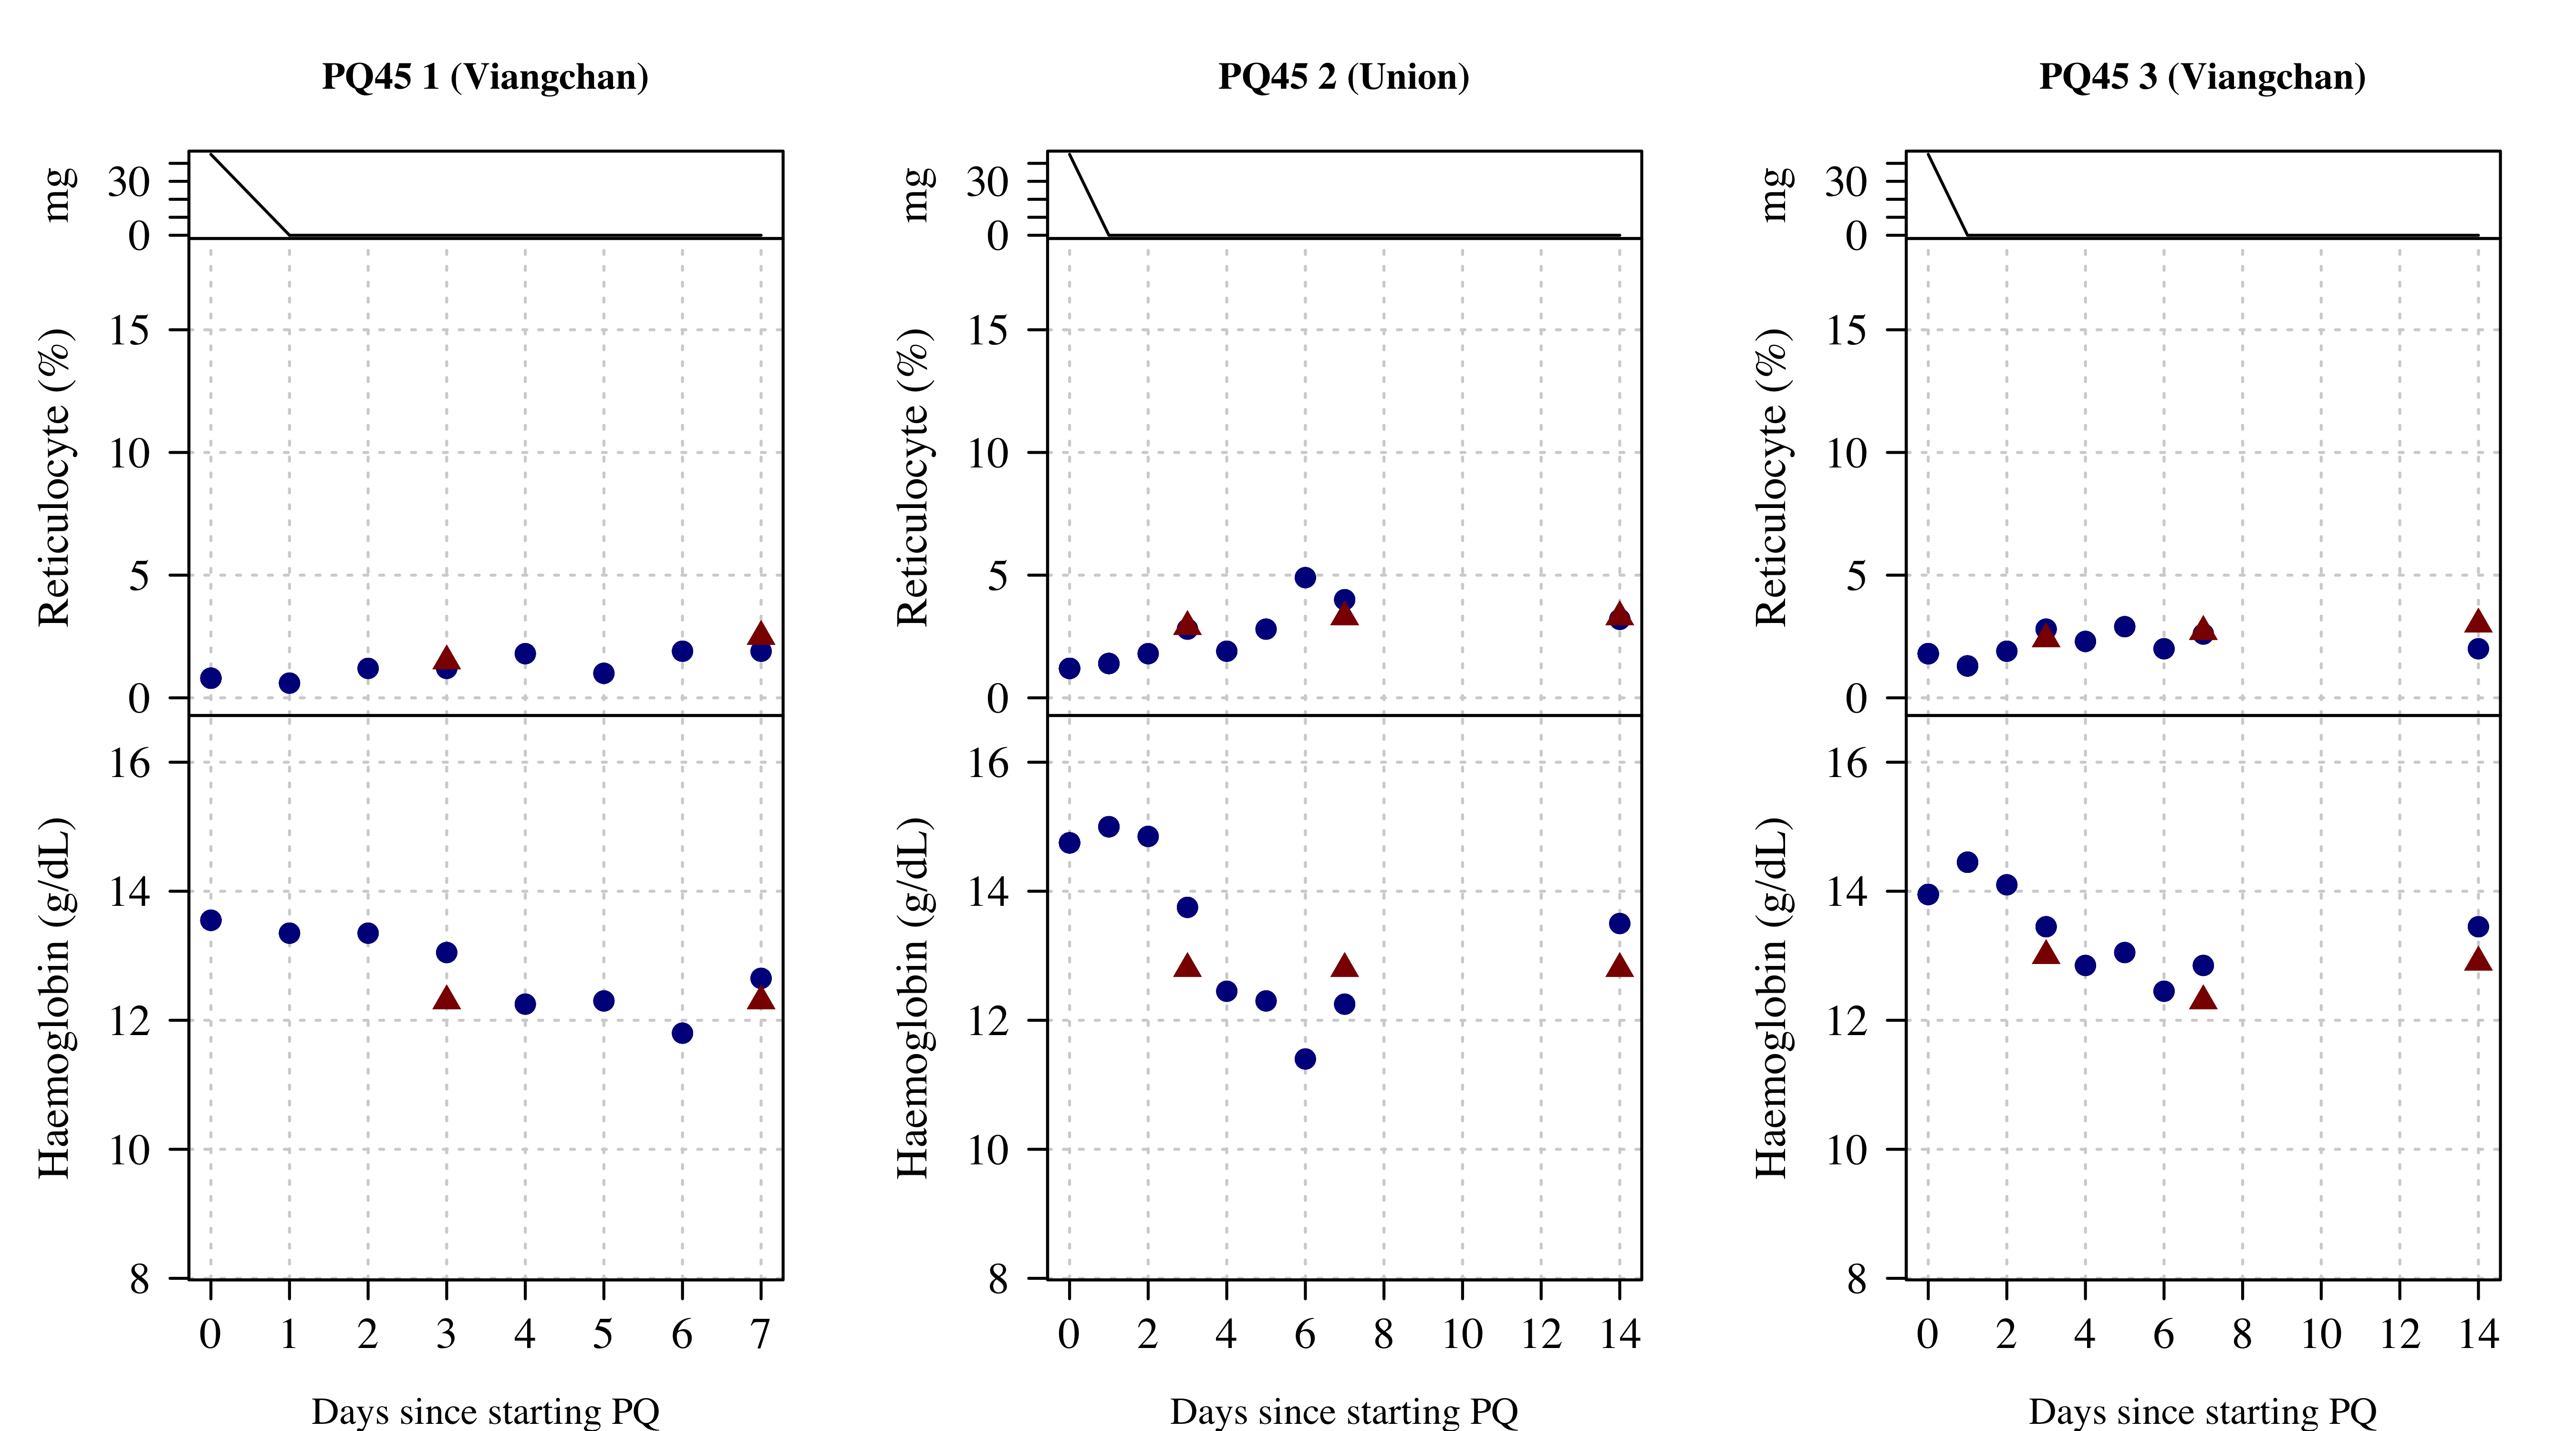 PQ45 1 (Viangchan)
mg
30
0
Reticulocyte (%)
15
10
5
0
Haemoglobin (g/dL)
16
14
12
10
8
0 1 2 3 4 5 6 7
Days since starting PQ
PQ45 2 (Union)
mg
30
0
Reticulocyte (%)
15
10
5
0
Haemoglobin (g/dL)
16
14
12
10
8
0 2 4 6 8 10 12 14
Days since starting PQ
PQ45 3 (Viangchan)
mg
30
0
Reticulocyte (%)
15
10
5
0
Haemoglobin (g/dL)
16
14
12
10
8
0 2 4 6 8 10 12 14
Days since starting PQ